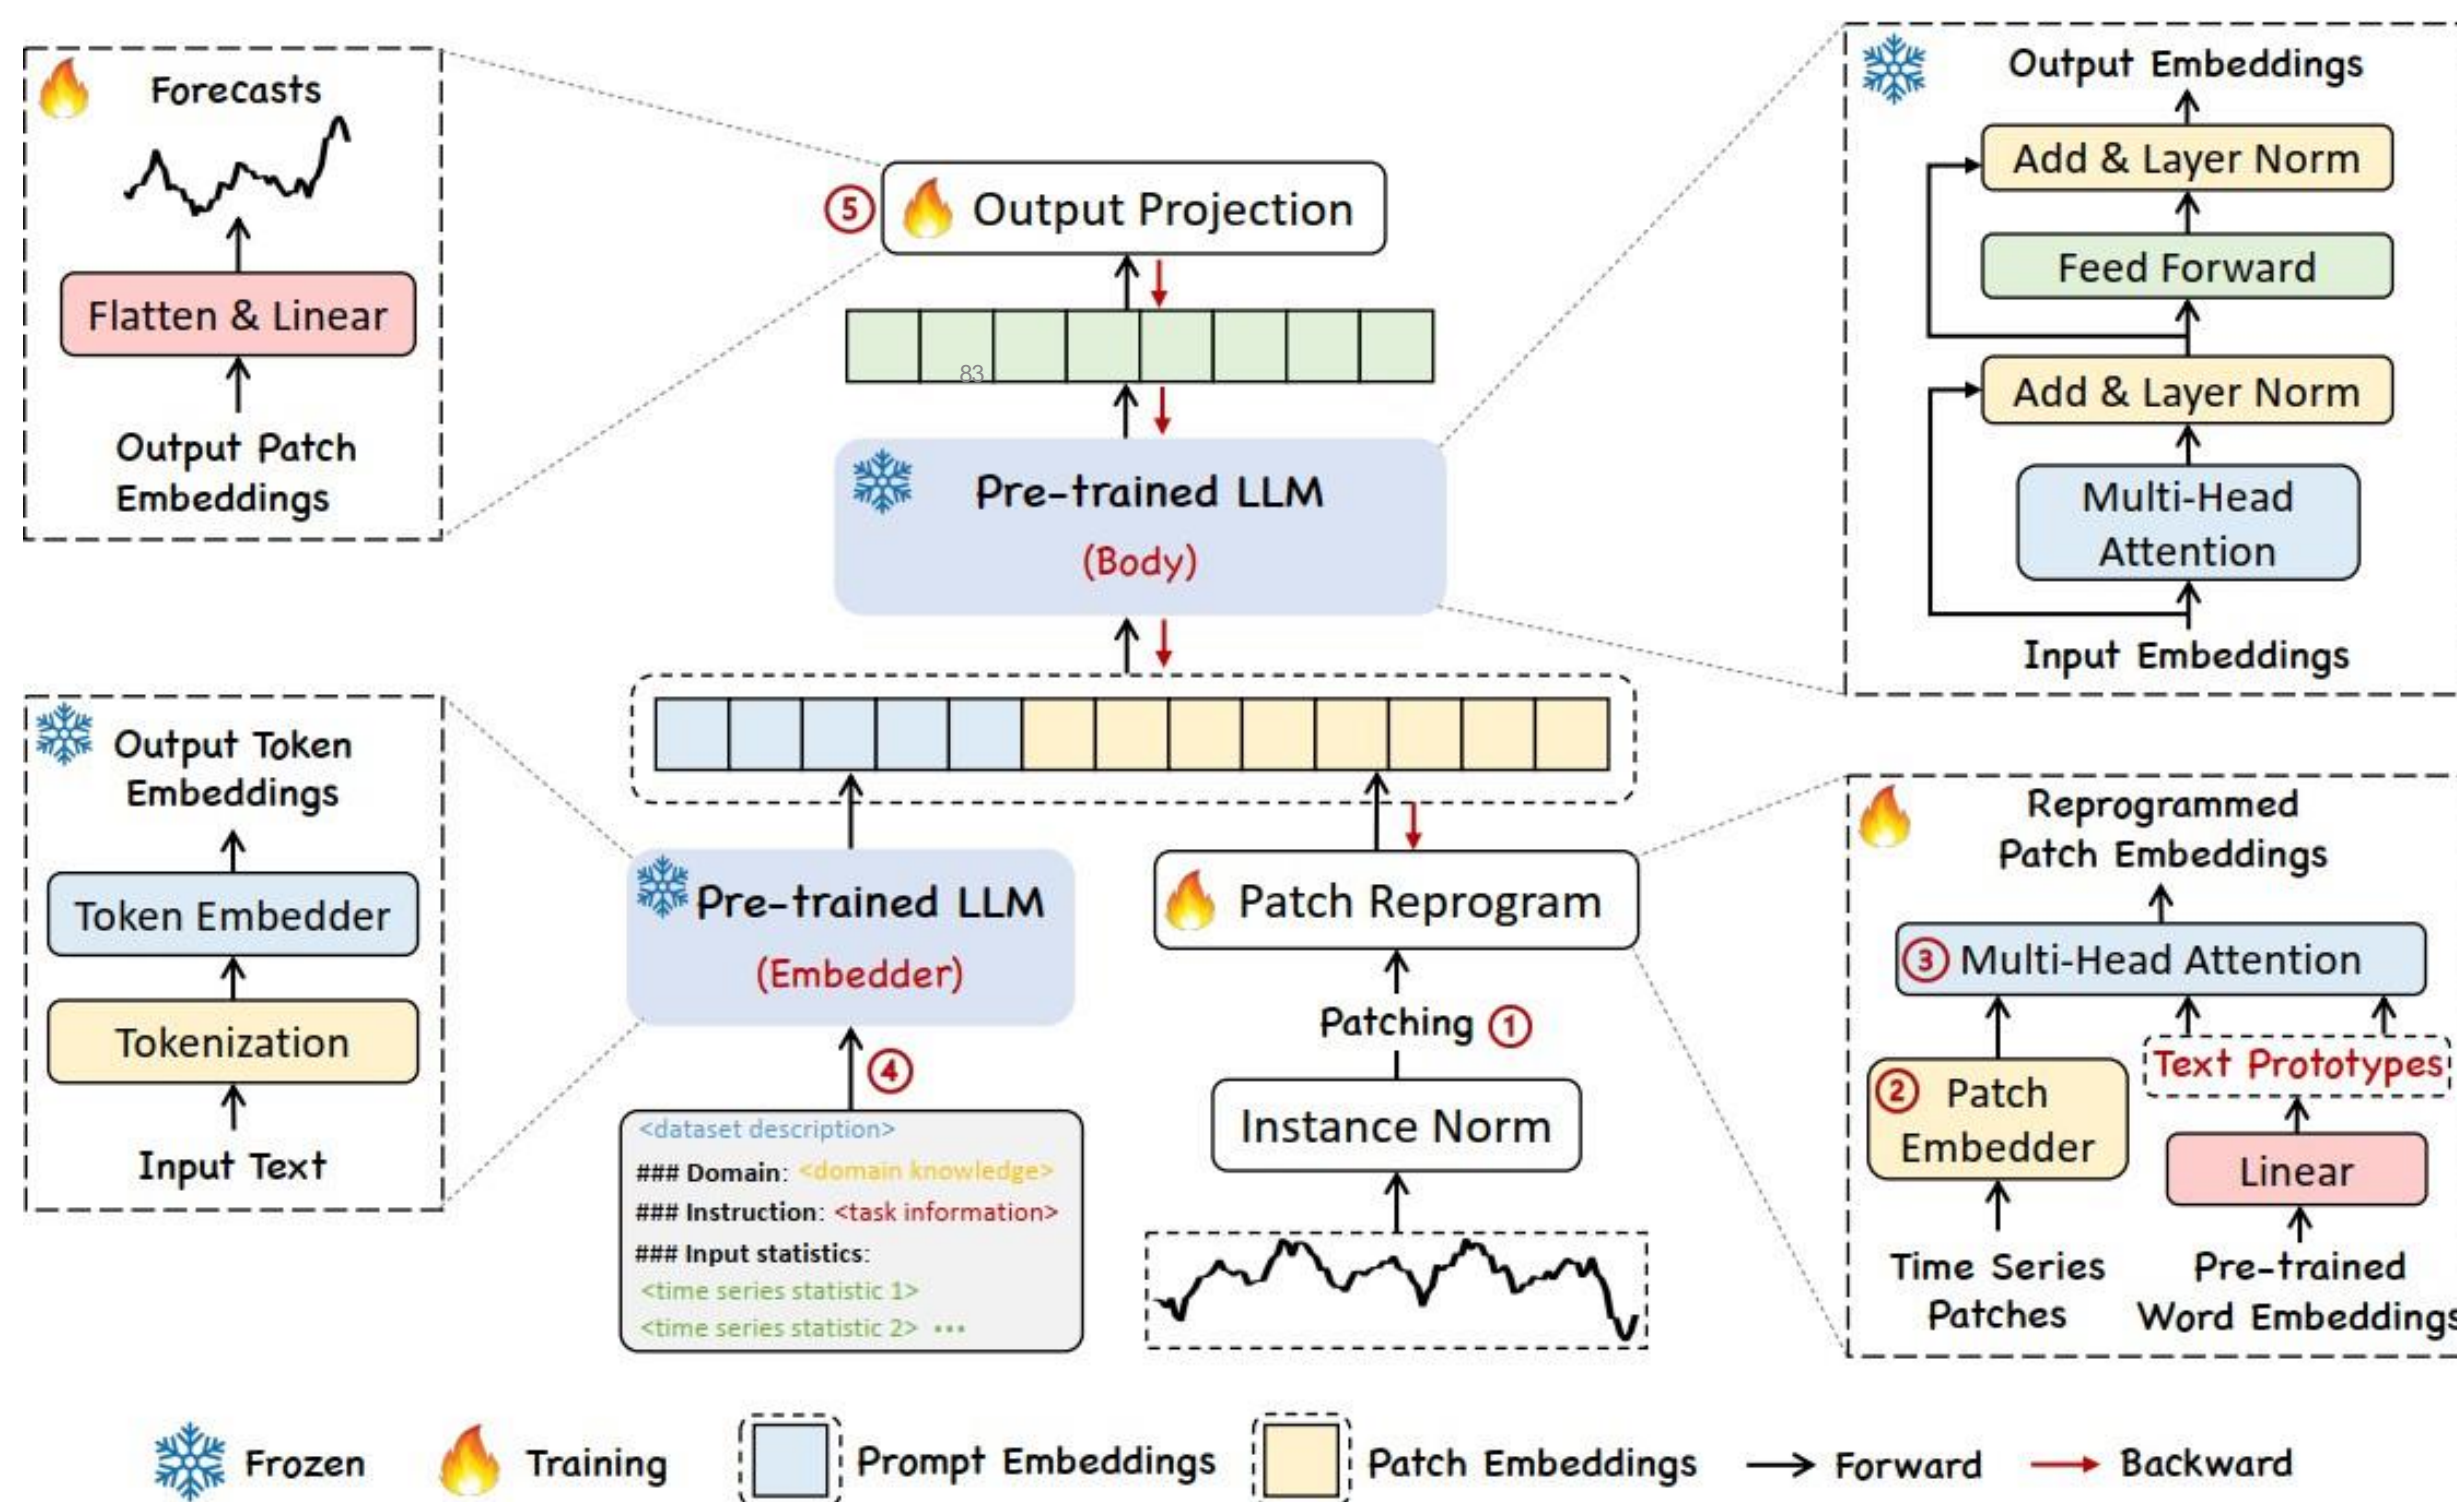 Forecasts
Flatten & Linear
Output Patch
Embeddings
⑤ Output Projection
83
Pre-trained LLM
(Body)
Output Embeddings
Add & Layer Norm
Feed Forward
Add & Layer Norm
Multi-Head
Attention
Input Embeddings
Output Token
Embeddings
Token Embedder
Tokenization
Input Text
Pre-trained LLM
(Embedder)
④
<dataset description>
### Domain: <domain knowledge>
### Instruction: <task information>
### Input statistics:
<time series statistic 1>
<time series statistic 2> •••
Patch Reprogram
Patching ①
Instance Norm
Reprogrammed
Patch Embeddings
③ Multi-Head Attention
Text Prototypes
② Patch
Embedder
Linear
Time Series
Patches
Pre-trained
Word Embeddings
Frozen
Training
Prompt Embeddings
Patch Embeddings
Forward
Backward